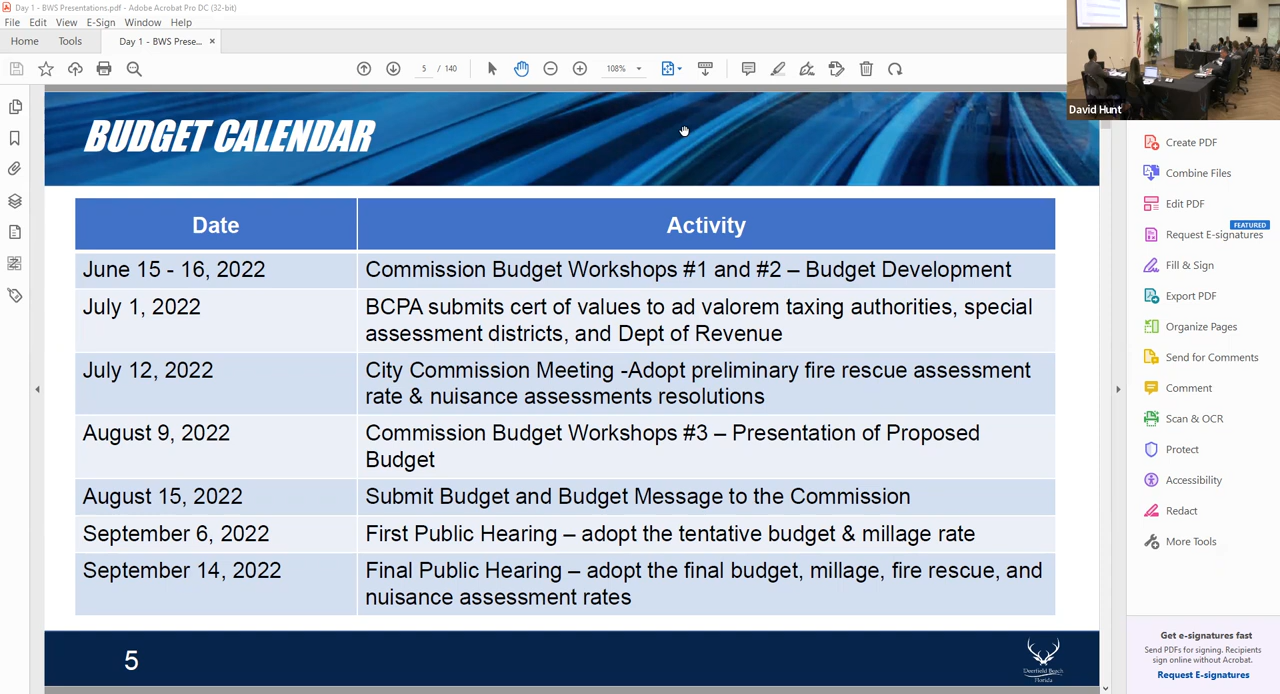 Day 1 - BWS Presentations.pdf - Adobe Acrobat Pro DC (32-bit)
File Edit View E-Sign Window Help
Home Tools Day 1 - BWS Prese... ×
5 / 140 108%
David Hunt
BUDGET CALENDAR
Date Activity
June 15 - 16, 2022 Commission Budget Workshops #1 and #2 – Budget Development
July 1, 2022 BCPA submits cert of values to ad valorem taxing authorities, special
assessment districts, and Dept of Revenue
July 12, 2022 City Commission Meeting -Adopt preliminary fire rescue assessment
rate & nuisance assessments resolutions
August 9, 2022 Commission Budget Workshops #3 – Presentation of Proposed
Budget
August 15, 2022 Submit Budget and Budget Message to the Commission
September 6, 2022 First Public Hearing – adopt the tentative budget & millage rate
September 14, 2022 Final Public Hearing – adopt the final budget, millage, fire rescue, and
nuisance assessment rates
5
Deerfield Beach
Florida
Create PDF
Combine Files
Edit PDF
FEATURED
Request E-signatures
Fill & Sign
Export PDF
Organize Pages
Send for Comments
Comment
Scan & OCR
Protect
Accessibility
Redact
More Tools
Get e-signatures fast
Send PDFs for signing. Recipients
sign online without Acrobat.
Request E-signatures